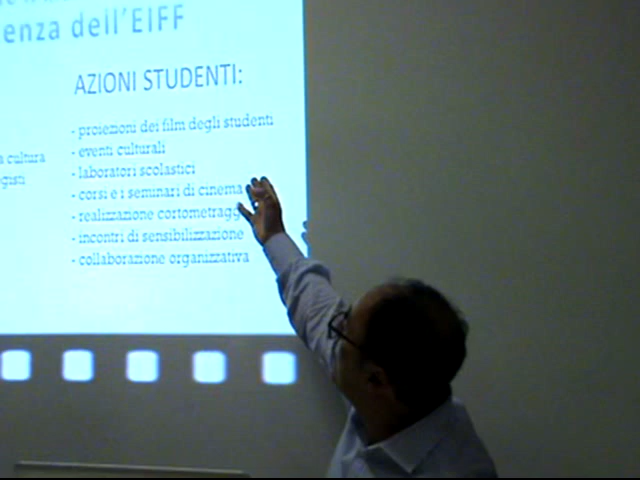 enza dell'EIFF
AZIONI STUDENTI:
- proiezioni dei film degli studenti
- eventi culturali
a cultura
- laboratori scolastici
- corsi e i seminari di cinema
- realizzazione cortometragg
- incontri di sensibilizzazione
- collaborazione organizzativa